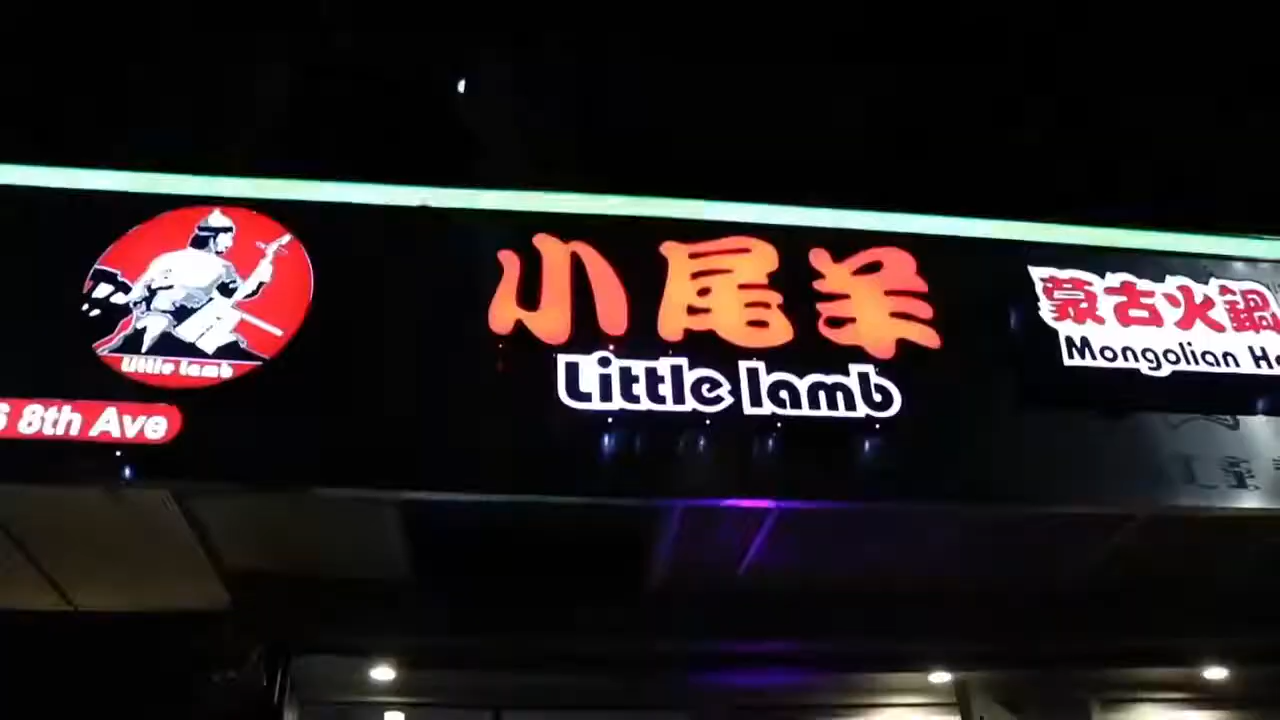 Little lamb
8th Ave
小尾羊
Little lamb
蒙古火鍋
Mongolian